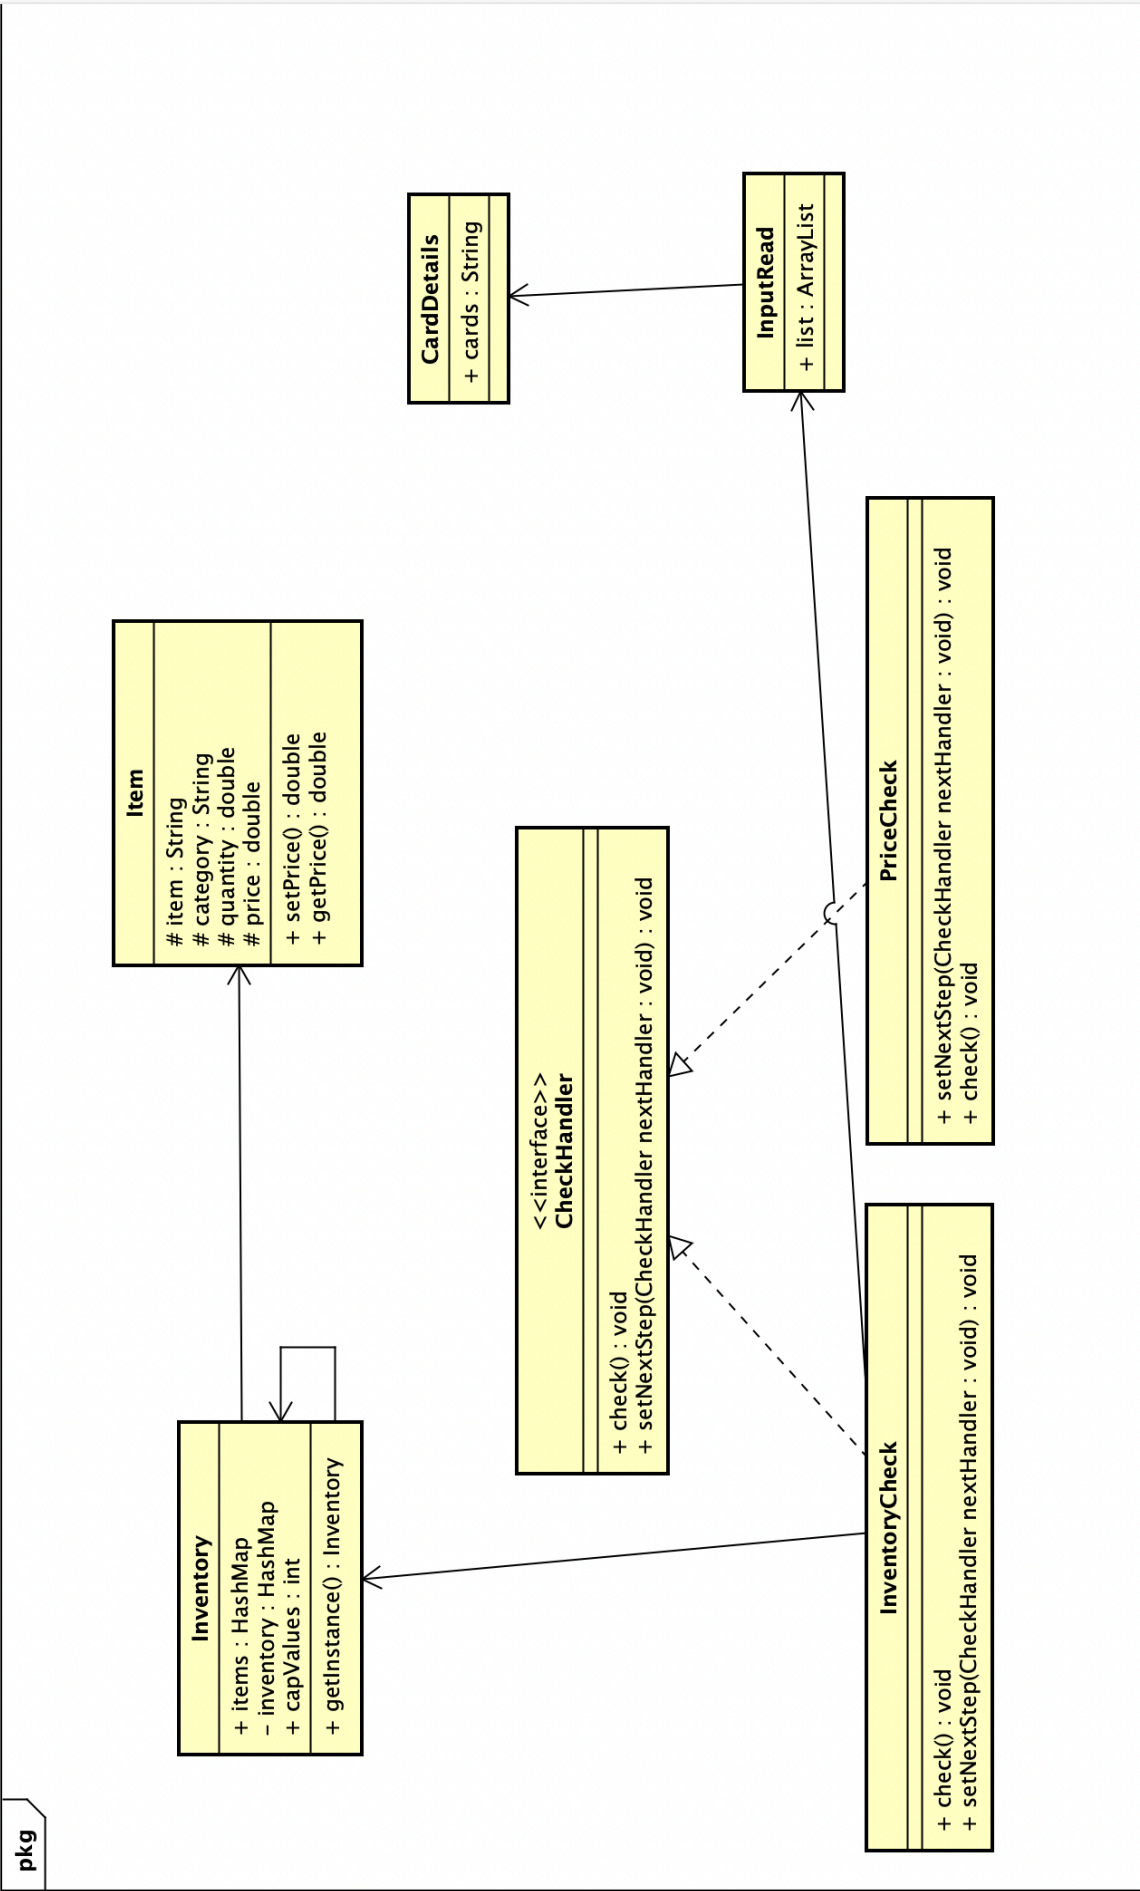 pkg
Inventory
+ items : HashMap
- inventory : HashMap
+ capValues : int
+ getInstance() : Inventory
Item
# item : String
# category : String
# quantity : double
# price : double
+ setPrice() : double
+ getPrice() : double
CardDetails
+ cards : String
<<interface>>
CheckHandler
+ check() : void
+ setNextStep(CheckHandler nextHandler : void) : void
InputRead
+ list : ArrayList
InventoryCheck
+ check() : void
+ setNextStep(CheckHandler nextHandler : void) : void
PriceCheck
+ setNextStep(CheckHandler nextHandler : void) : void
+ check() : void